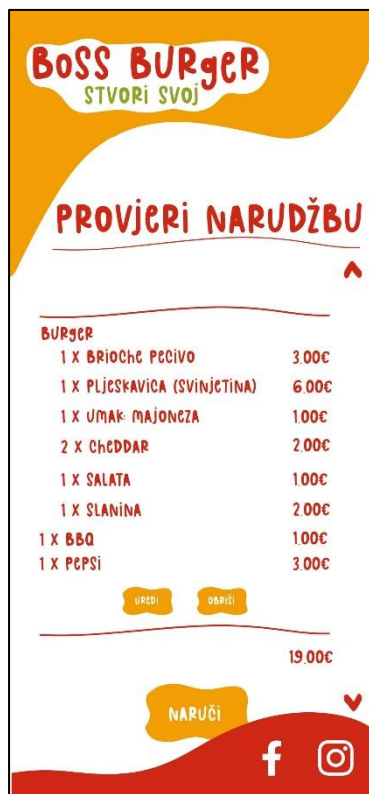 BOSS BURGER
STVORI SVOJ
PROVJERI NARUDŽBU
BURGER
1 X BRIOCHE PECIVO 3.00€
1 X PLJESKAVICA (SVINJETINA) 6.00€
1 X UMAK: MAJONEZA 1.00€
2 X CHEDDAR 2.00€
1 X SALATA 1.00€
1 X SLANINA 2.00€
1 X BBQ 1.00€
1 X PEPSI 3.00€
UREDI OBRIŠI
19.00€
NARUČI